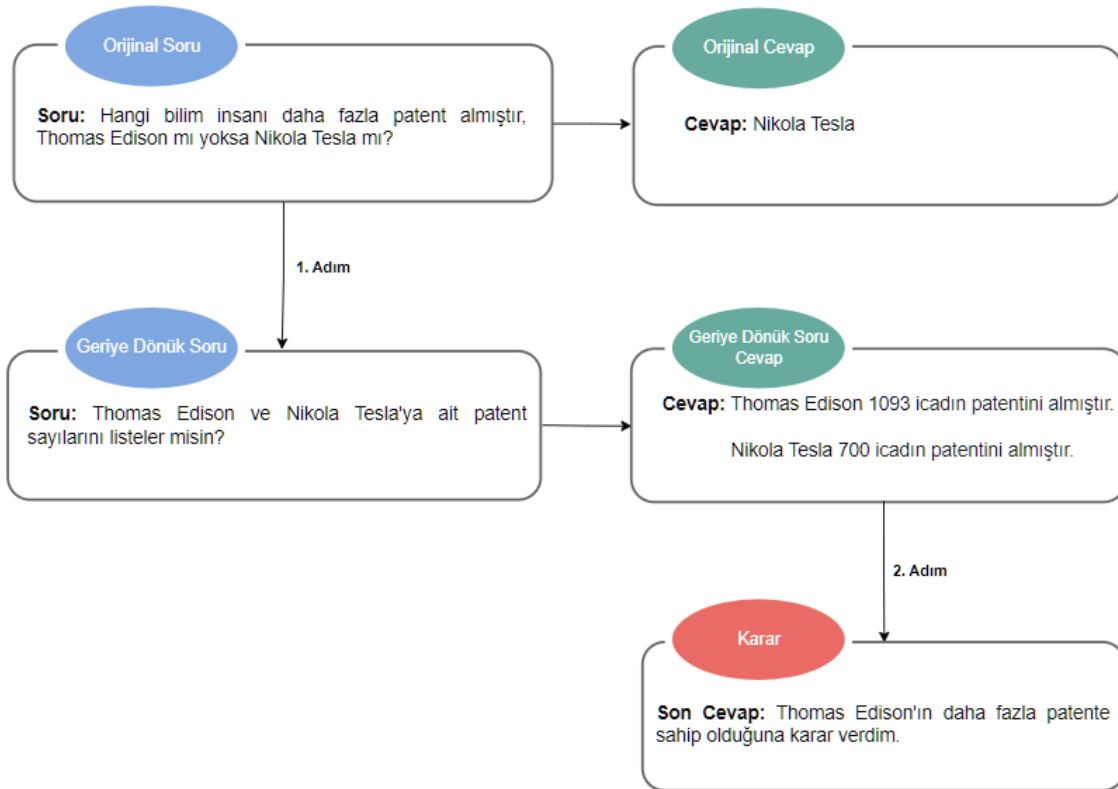 Orijinal Soru
Soru: Hangi bilim insanı daha fazla patent almıştır,
Thomas Edison mı yoksa Nikola Tesla mı?
Orijinal Cevap
Cevap: Nikola Tesla
1. Adım
Geriye Dönük Soru
Soru: Thomas Edison ve Nikola Tesla'ya ait patent
sayılarını listeler misin?
Geriye Dönük Soru
Cevap
Cevap: Thomas Edison 1093 icadın patentini almıştır.
Nikola Tesla 700 icadın patentini almıştır.
2. Adım
Karar
Son Cevap: Thomas Edison'ın daha fazla patente
sahip olduğuna karar verdim.